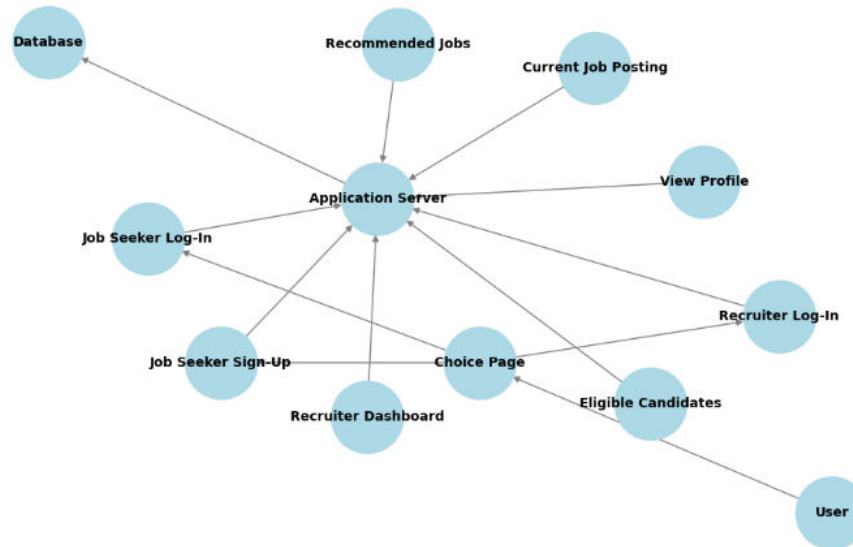 Database
Recommended Jobs
Current Job Posting
View Profile
Application Server
Job Seeker Log-In
Recruiter Log-In
Job Seeker Sign-Up
Choice Page
Eligible Candidates
Recruiter Dashboard
User